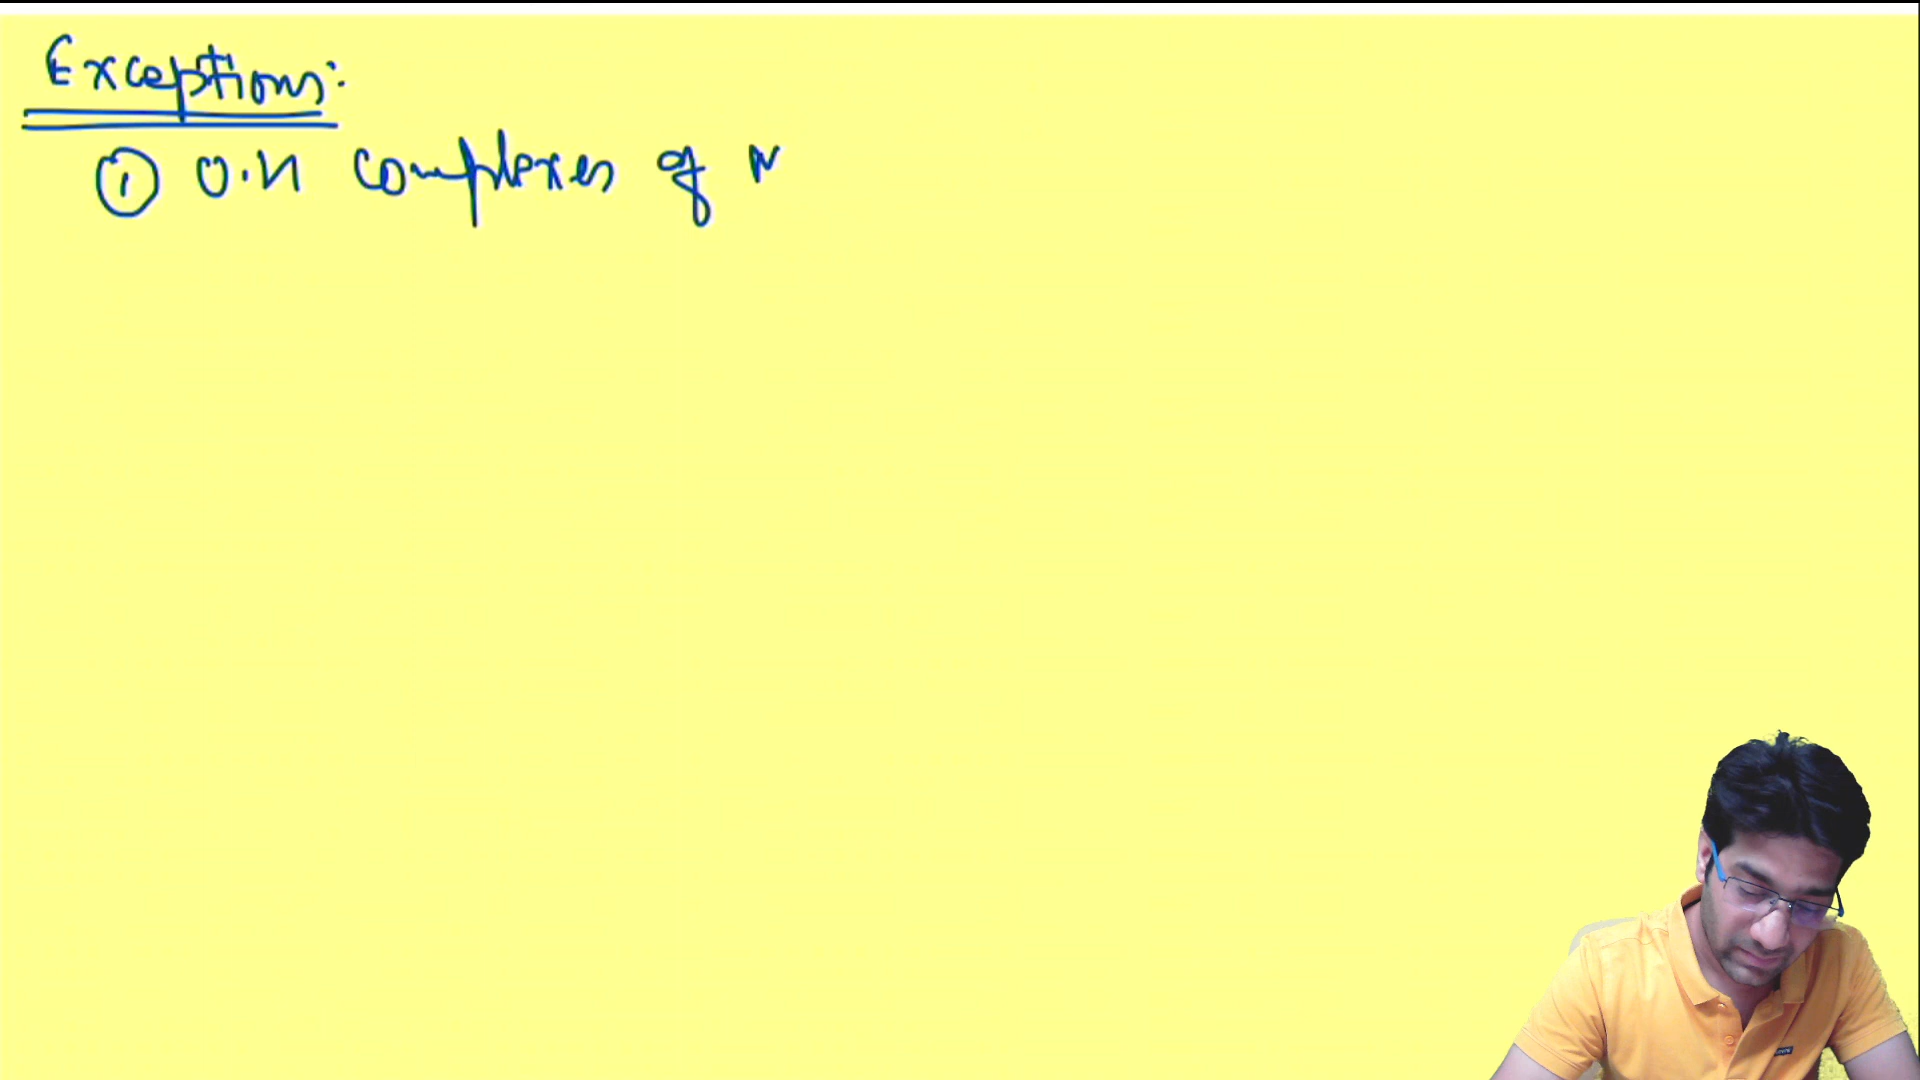 Exceptions:
① O.H complexes of N